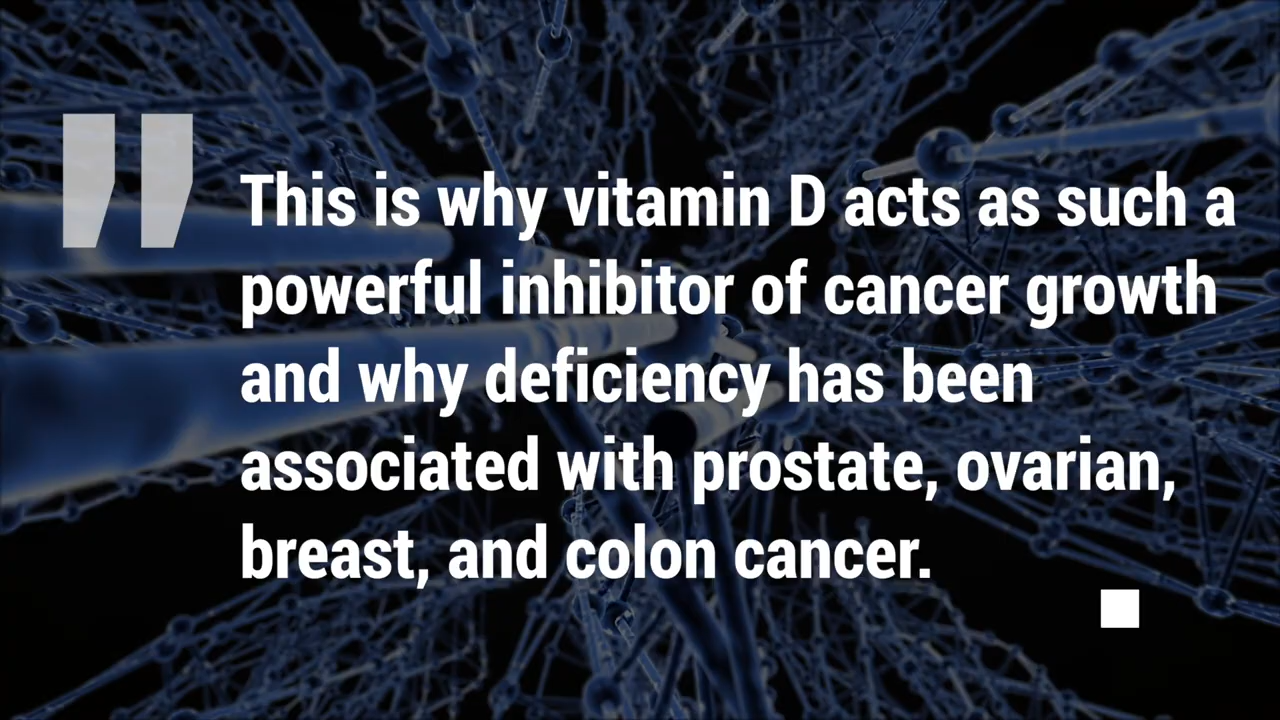 "
This is why vitamin D acts as such a
powerful inhibitor of cancer growth
and why deficiency has been
associated with prostate, ovarian,
breast, and colon cancer.